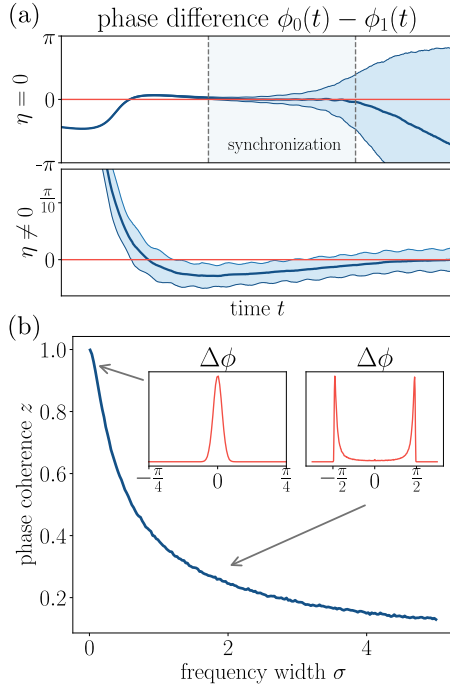 (a)
phase difference ϕ₀(t) − ϕ₁(t)
π
η = 0
0
synchronization
-π
η ≠ 0
π/10
0
time t
(b)
phase coherence z
1.0
0.8
0.6
0.4
0.2
Δϕ
−π/4 0 π/4
Δϕ
−π/2 0 π/2
0 2 4
frequency width σ